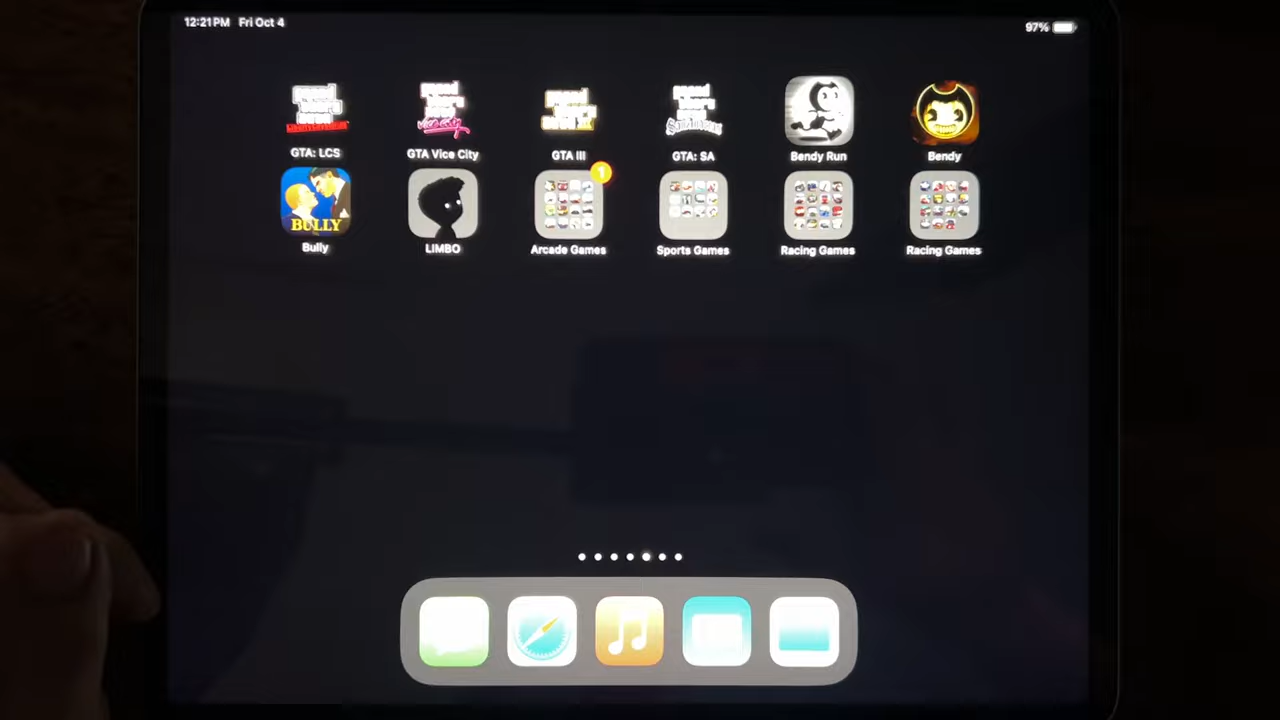 12:21 PM Fri Oct 4
97%
GTA: LCS
GTA Vice City
GTA III
GTA: SA
Bendy Run
Bendy
1
BULLY
Bully
LIMBO
Arcade Games
Sports Games
Racing Games
Racing Games